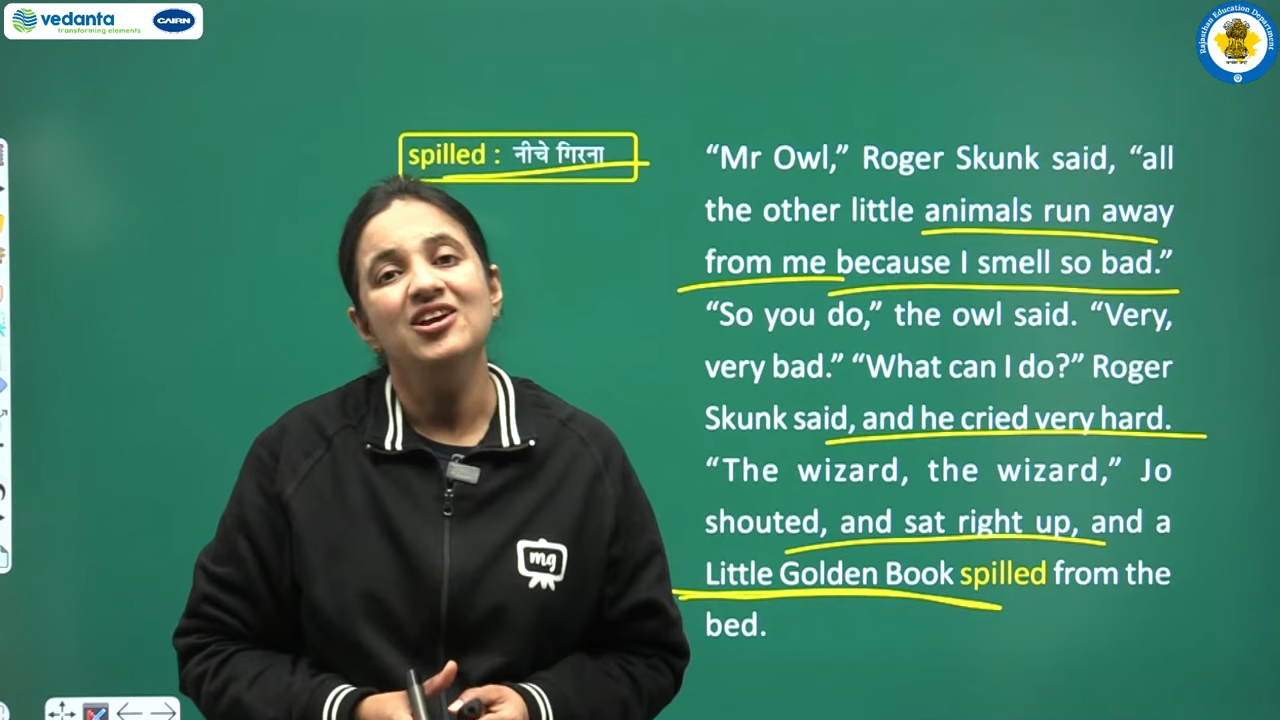 vedanta
transforming elements
CAIRN
Rajasthan Education Department
spilled : नीचे गिरना
“Mr Owl,” Roger Skunk said, “all
the other little animals run away
from me because I smell so bad.”
“So you do,” the owl said. “Very,
very bad.” “What can I do?” Roger
Skunk said, and he cried very hard.
“The wizard, the wizard,” Jo
shouted, and sat right up, and a
Little Golden Book spilled from the
bed.
mg